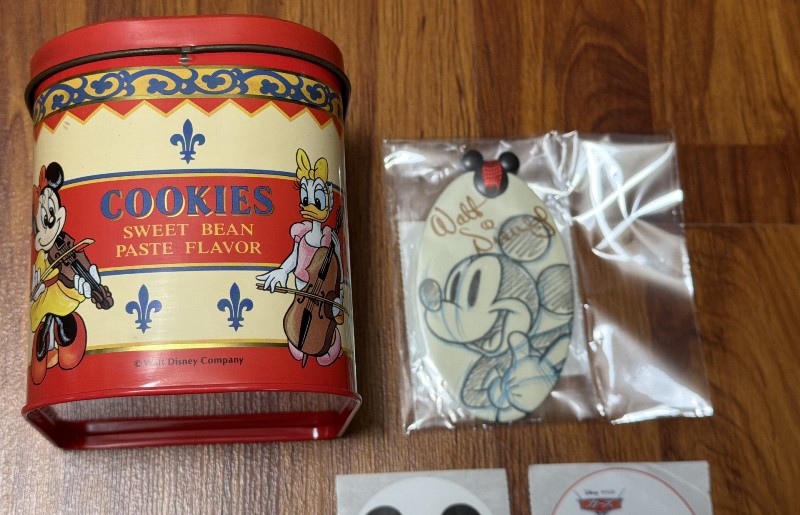 COOKIES
SWEET BEAN
PASTE FLAVOR
© Walt Disney Company
Walt
Disney